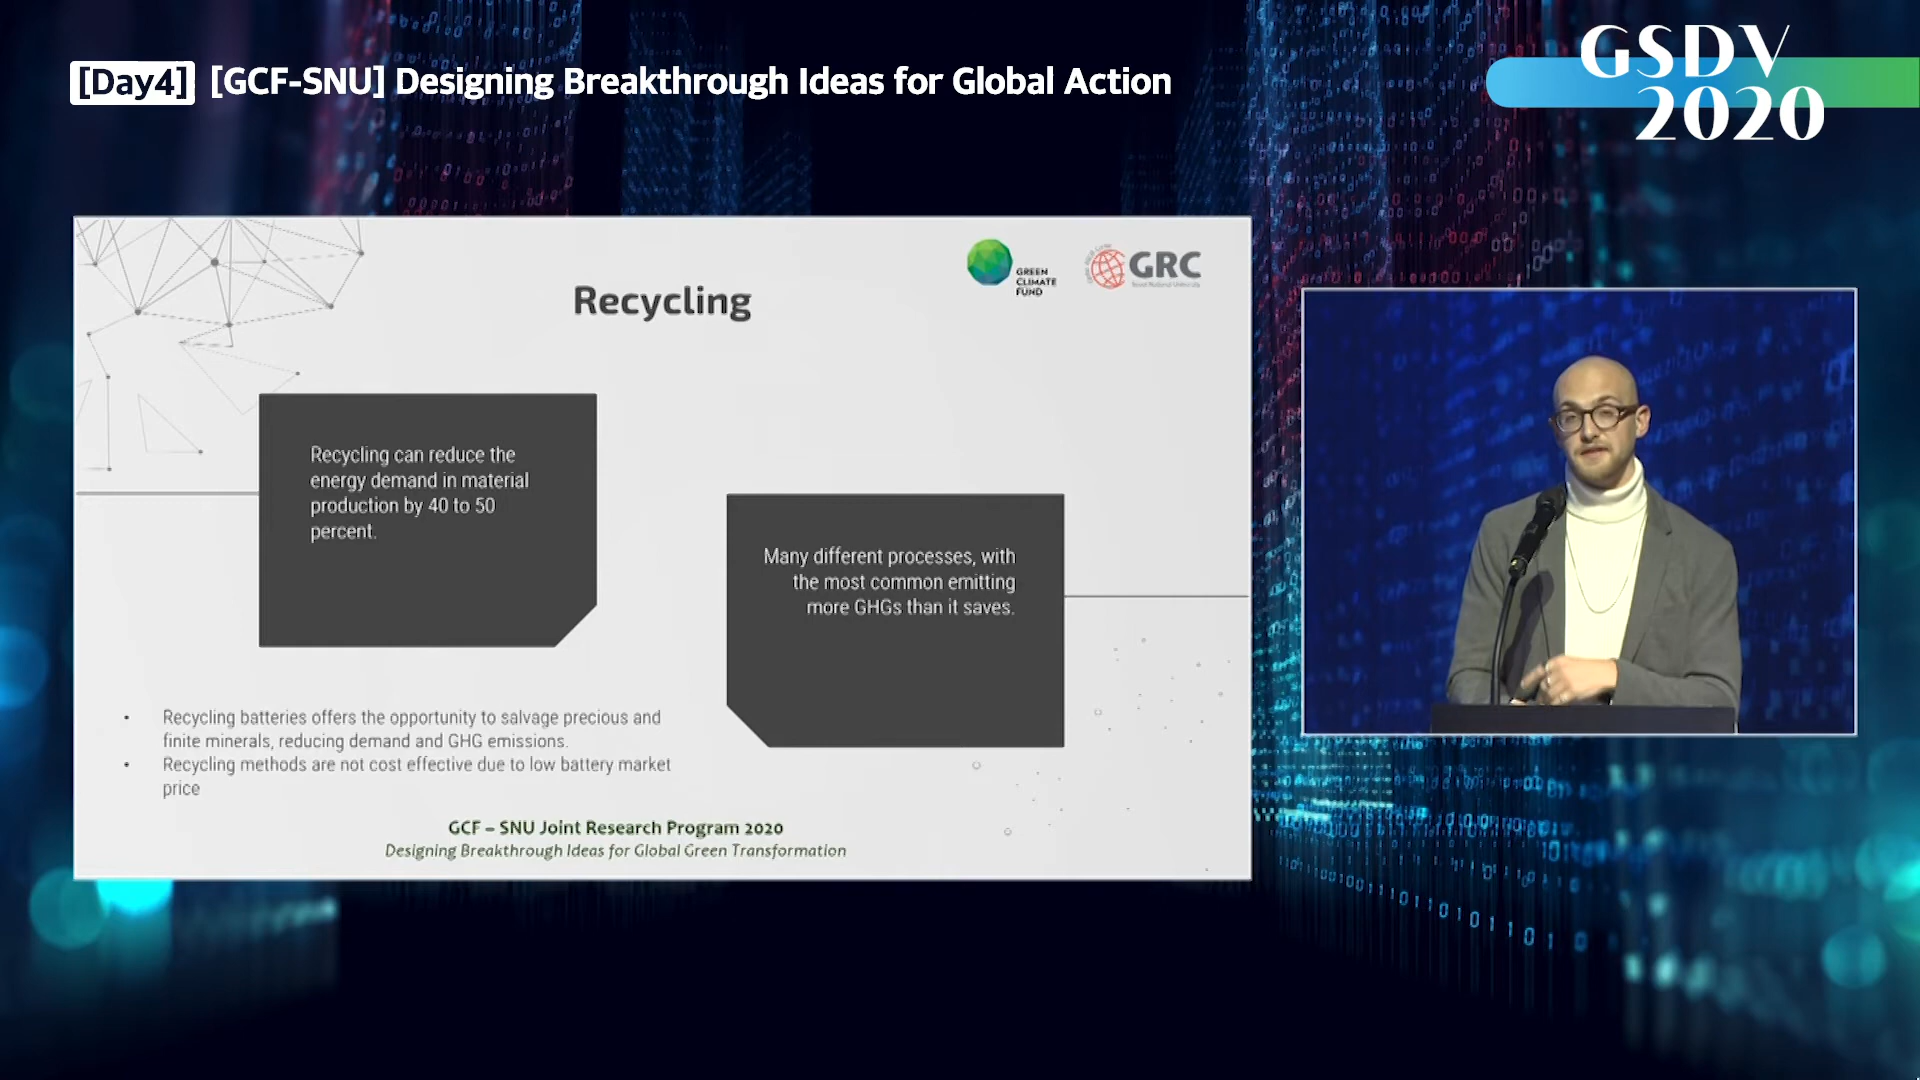 [Day4] [GCF-SNU] Designing Breakthrough Ideas for Global Action
GSDV
2020
GREEN
CLIMATE
FUND
GRC
Seoul National University
Recycling
Recycling can reduce the
energy demand in material
production by 40 to 50
percent.
Many different processes, with
the most common emitting
more GHGs than it saves.
• Recycling batteries offers the opportunity to salvage precious and
finite minerals, reducing demand and GHG emissions.
• Recycling methods are not cost effective due to low battery market
price
GCF – SNU Joint Research Program 2020
Designing Breakthrough Ideas for Global Green Transformation